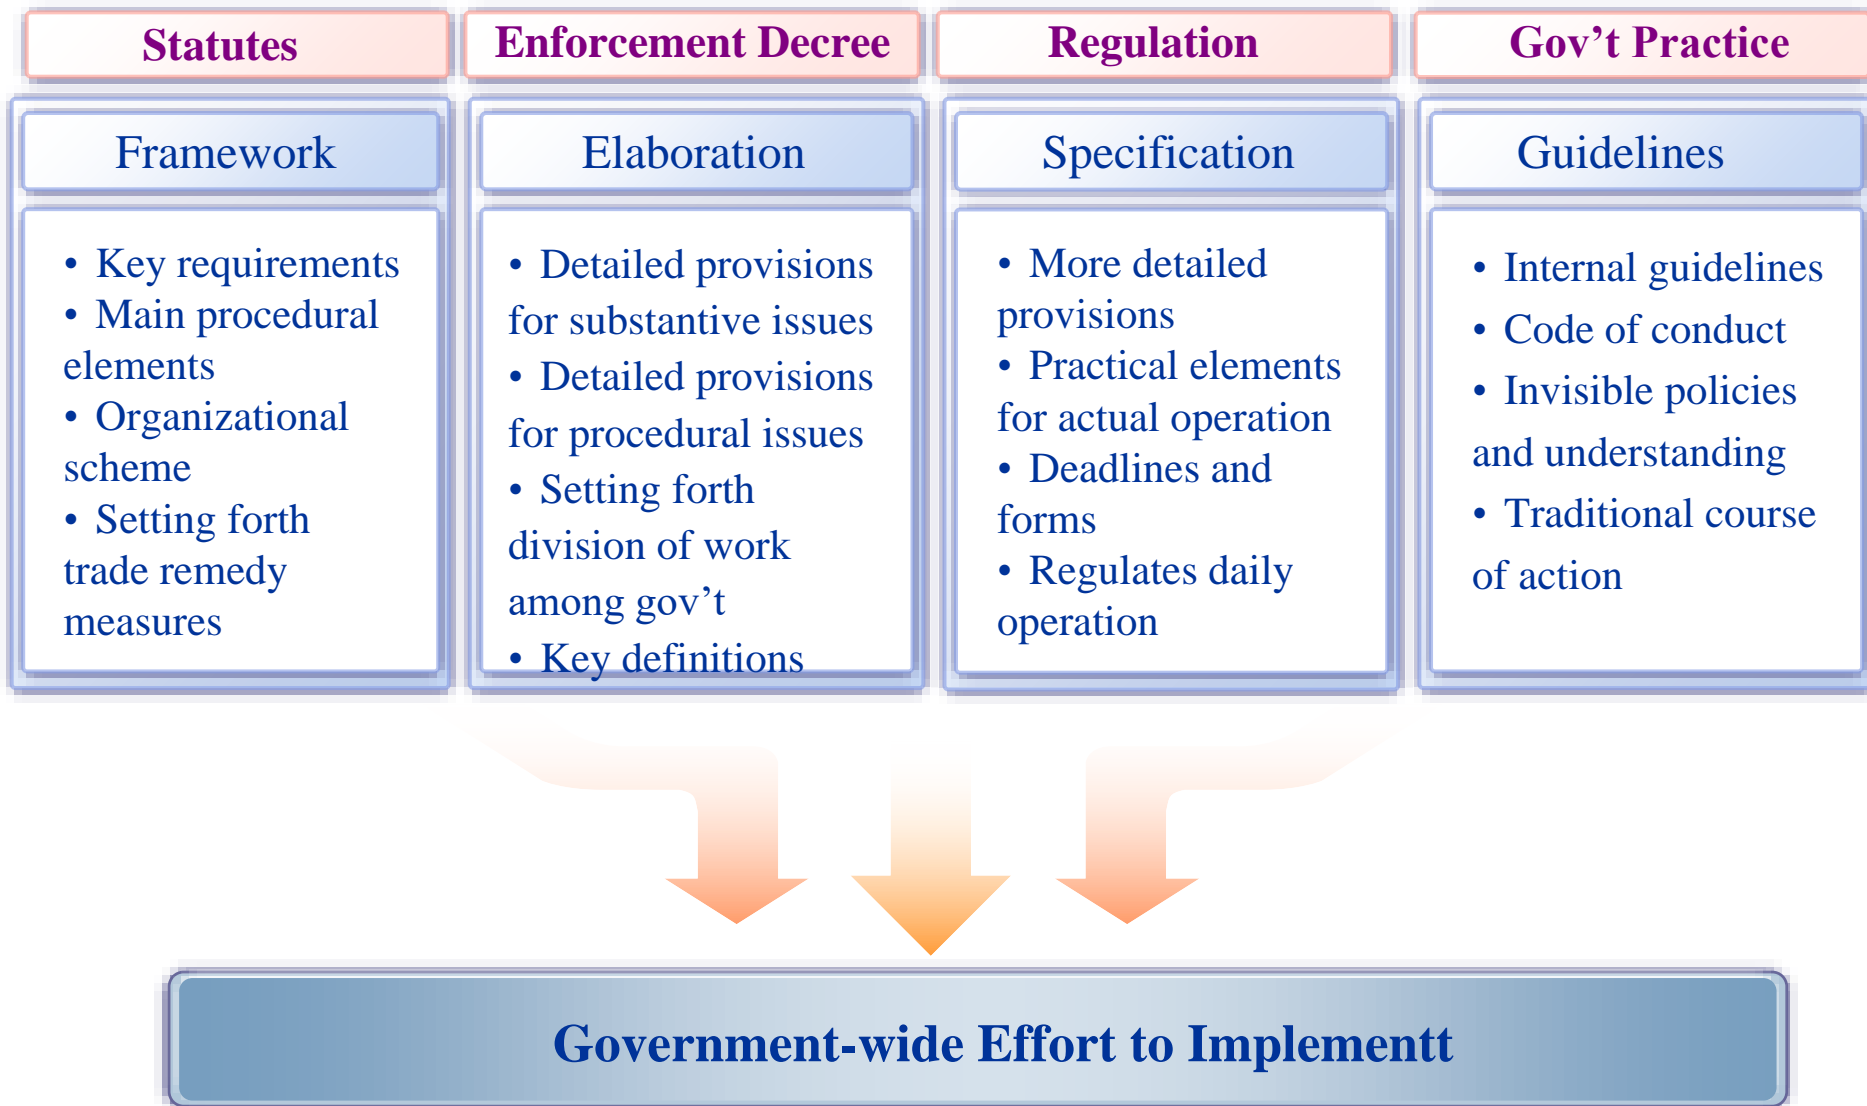 Statutes
Enforcement Decree
Regulation
Gov’t Practice
Framework
Elaboration
Specification
Guidelines
• Key requirements
• Main procedural
elements
• Organizational
scheme
• Setting forth
trade remedy
measures
• Detailed provisions
for substantive issues
• Detailed provisions
for procedural issues
• Setting forth
division of work
among gov’t
• Key definitions
• More detailed
provisions
• Practical elements
for actual operation
• Deadlines and
forms
• Regulates daily
operation
• Internal guidelines
• Code of conduct
• Invisible policies
and understanding
• Traditional course
of action
Government-wide Effort to Implementt